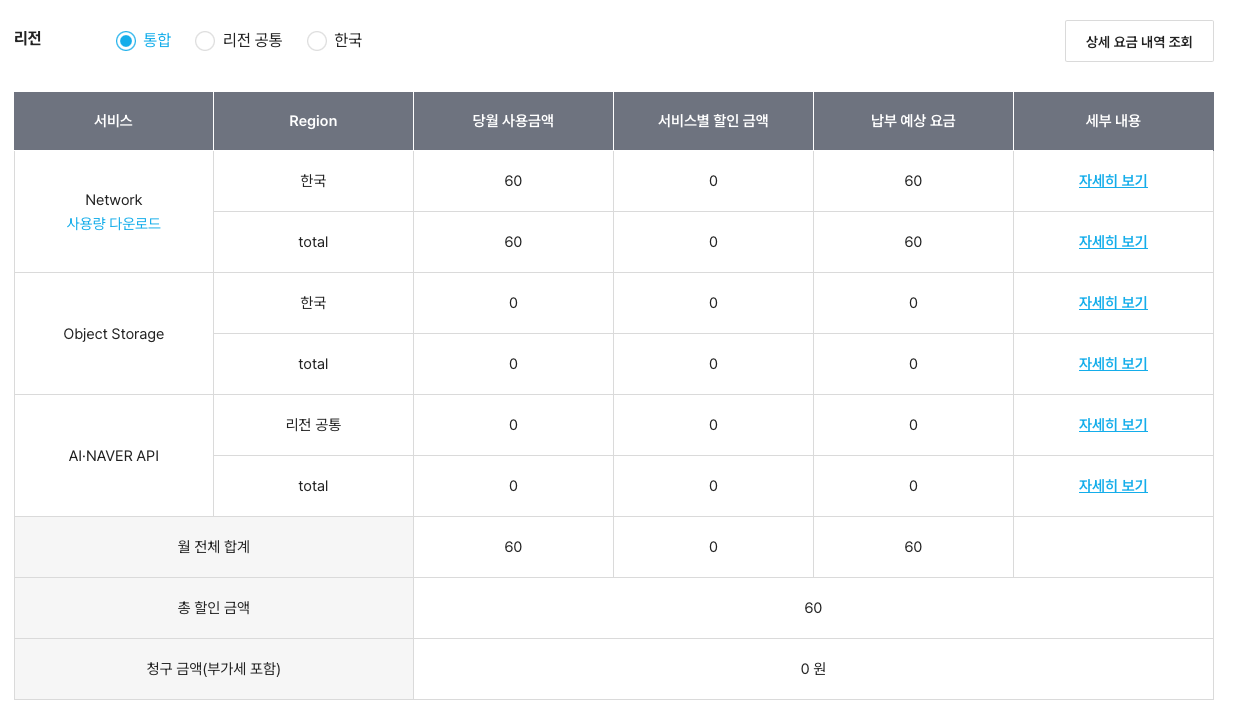 리전
통합
리전 공통
한국
상세 요금 내역 조회
서비스 Region 당월 사용금액 서비스별 할인 금액 납부 예상 요금 세부 내용
Network
사용량 다운로드
한국 60 0 60 자세히 보기
total 60 0 60 자세히 보기
Object Storage
한국 0 0 0 자세히 보기
total 0 0 0 자세히 보기
AI·NAVER API
리전 공통 0 0 0 자세히 보기
total 0 0 0 자세히 보기
월 전체 합계 60 0 60
총 할인 금액 60
청구 금액(부가세 포함) 0 원